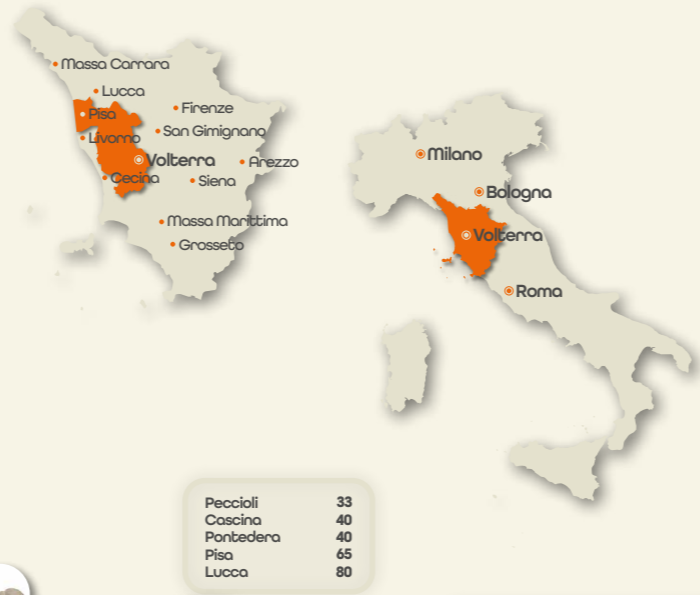 Massa Carrara
Lucca
Firenze
Pisa
San Gimignano
Livorno
Volterra
Arezzo
Cecina
Siena
Massa Marittima
Grosseto
Milano
Bologna
Volterra
Roma
Peccioli 33
Cascina 40
Pontedera 40
Pisa 65
Lucca 80